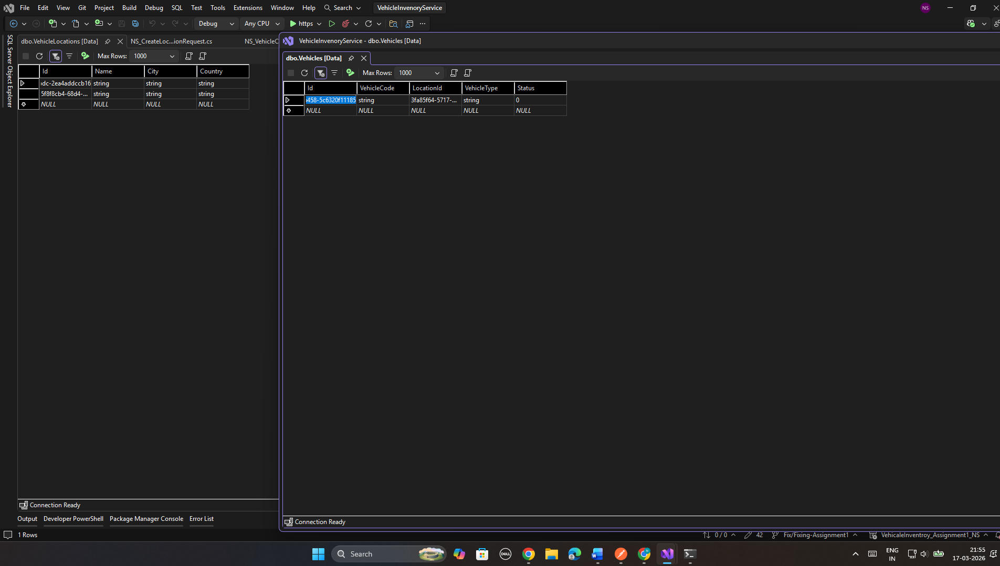 File Edit View Git Project Build Debug SQL Test Tools Extensions Window Help Search VehicleInvenoryService NS
Debug Any CPU https
SQL Server Object Explorer
dbo.VehicleLocations [Data] NS_CreateLoc...ionRequest.cs NS_VehicleC
Max Rows: 1000
Id Name City Country
bdc-2ea4addccb16 string string string
5f8f8cb4-68d4-... string string string
NULL NULL NULL NULL
Connection Ready
VehicleInvenoryService - dbo.Vehicles [Data]
dbo.Vehicles [Data]
Max Rows: 1000
Id VehicleCode LocationId VehicleType Status
458-5c6320f11185 string 3fa85f64-5717-... string 0
NULL NULL NULL NULL NULL
Connection Ready
Output Developer PowerShell Package Manager Console Error List
1 Rows 0 / 0 42 Fix/Fixing-Assignment1 VehicaleInventroy_Assignment1_NS
Search DELL ENG 21:55
IN 17-03-2026